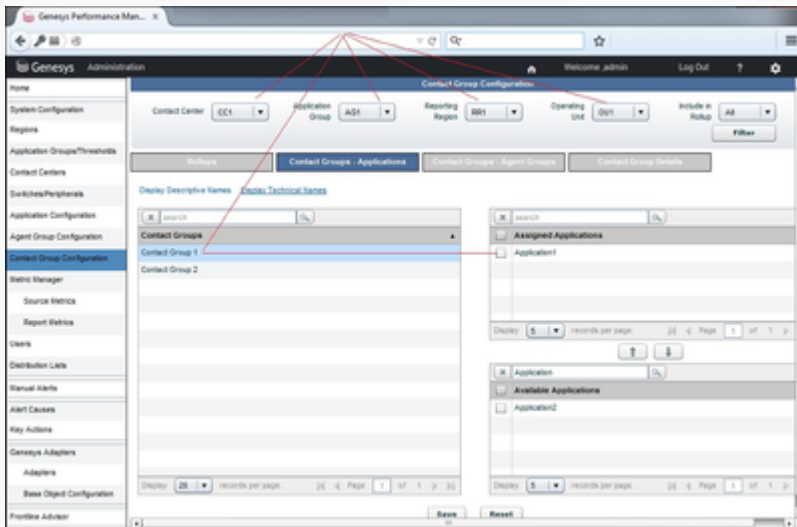 Genesys Performance Man...
Genesys Administration
Welcome ,admin
Log Out
?
Home
System Configuration
Regions
Application Groups/Thresholds
Contact Centers
Switches/Peripherals
Application Configuration
Agent Group Configuration
Contact Group Configuration
Metric Manager
Source Metrics
Report Metrics
Users
Distribution Lists
Manual Alerts
Alert Causes
Key Actions
Genesys Adapters
Adapters
Base Object Configuration
Frontline Advisor
Contact Group Configuration
Contact Center CC1
Application Group AG1
Reporting Region RR1
Operating Unit OU1
Include in Rollup All
Filter
Rollups
Contact Groups - Applications
Contact Groups - Agent Groups
Contact Group Details
Display Descriptive Names Display Technical Names
search
Contact Groups
Contact Group 1
Contact Group 2
Display 20 records per page. Page 1 of 1
search
Assigned Applications
Application1
Display 5 records per page. Page 1 of 1
Application
Available Applications
Application2
Display 5 records per page. Page 1 of 1
Save Reset